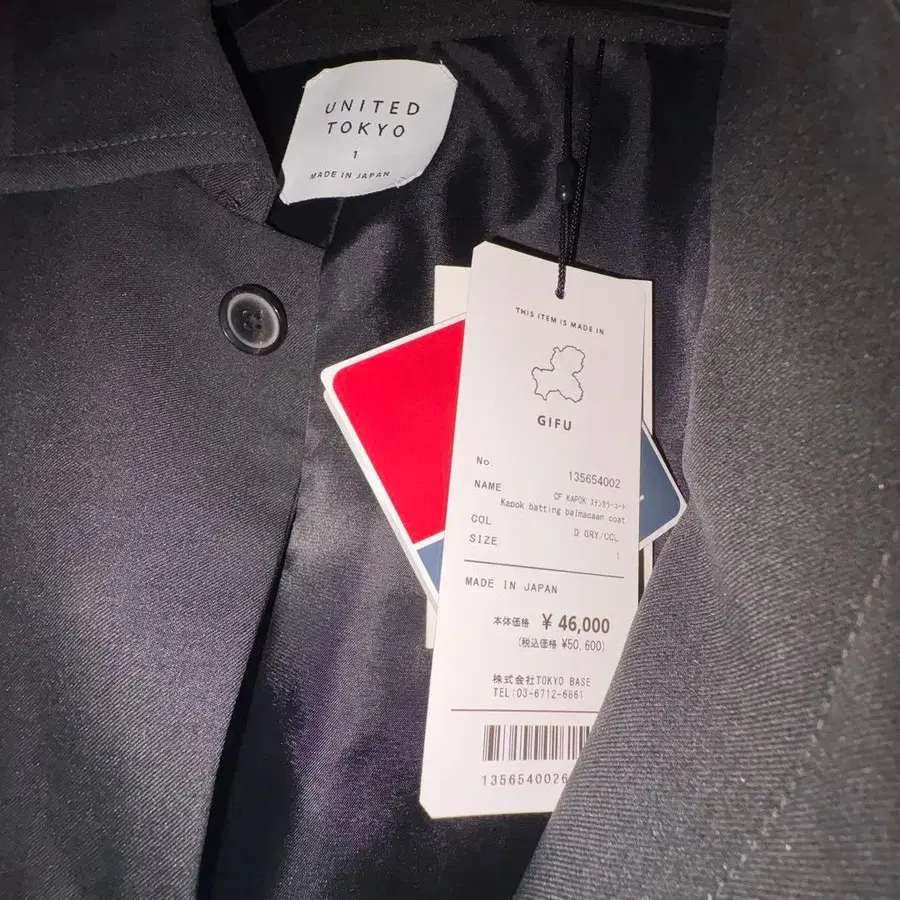 UNITED
TOKYO
1
MADE IN JAPAN
THIS ITEM IS MADE IN
GIFU
No. 135654002
NAME CF KAPOK ステンカラーコート
Kapok batting balmacaan coat
COL D GRY/CCL
SIZE 1
MADE IN JAPAN
本体価格 ¥ 46,000
(税込価格 ¥50,600)
株式会社TOKYO BASE
TEL:03-6712-6861
1356540026